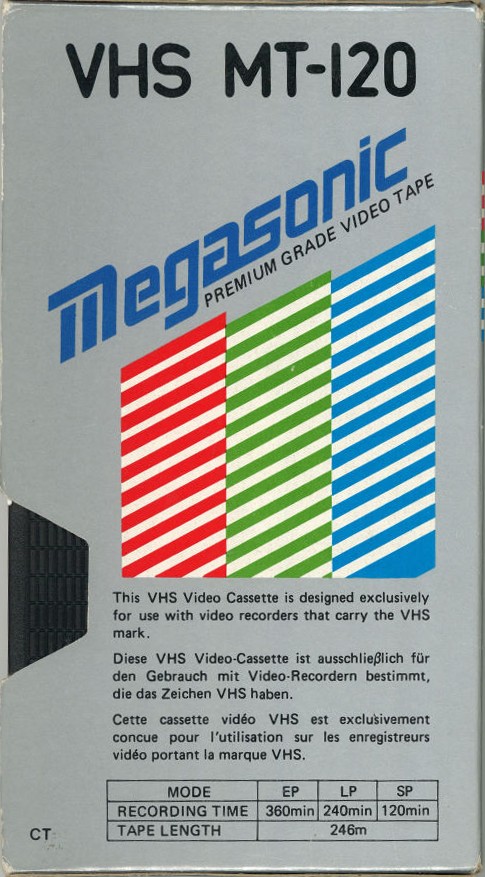 VHS MT-120
Megasonic
PREMIUM GRADE VIDEO TAPE
This VHS Video Cassette is designed exclusively
for use with video recorders that carry the VHS
mark.
Diese VHS Video-Cassette ist ausschließlich für
den Gebrauch mit Video-Recordern bestimmt,
die das Zeichen VHS haben.
Cette cassette vidéo VHS est exclusivement
concue pour l'utilisation sur les enregistreurs
vidéo portant la marque VHS.
MODE EP LP SP
RECORDING TIME 360min 240min 120min
TAPE LENGTH 246m
CT